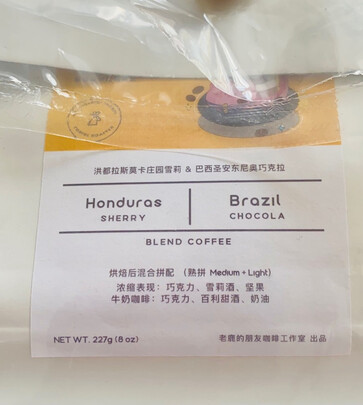 洪都拉斯莫卡庄园雪莉 & 巴西圣安东尼奥巧克拉
Honduras
SHERRY
Brazil
CHOCOLA
BLEND COFFEE
烘焙后混合拼配 (熟拼 Medium + Light)
浓缩表现：巧克力、雪莉酒、坚果
牛奶咖啡：巧克力、百利甜酒、奶油
NET WT. 227g (8 oz)
老鹿的朋友咖啡工作室 出品